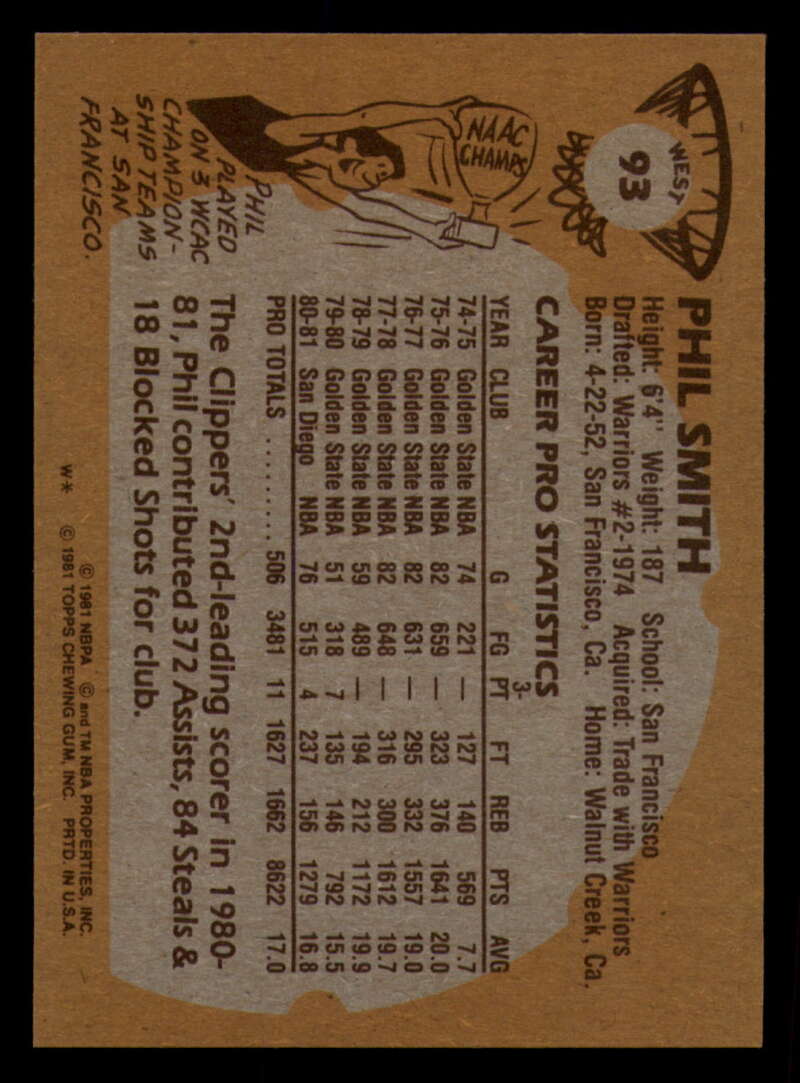 WEST
93
PHIL SMITH
Height: 6'4" Weight: 187 School: San Francisco
Drafted: Warriors #2-1974 Acquired: Trade with Warriors
Born: 4-22-52, San Francisco, Ca. Home: Walnut Creek, Ca.
CAREER PRO STATISTICS
YEAR CLUB G FG 3-PT FT REB PTS AVG
74-75 Golden State NBA 74 221 — 127 140 569 7.7
75-76 Golden State NBA 82 659 — 323 376 1641 20.0
76-77 Golden State NBA 82 631 — 295 332 1557 19.0
77-78 Golden State NBA 82 648 — 316 300 1612 19.7
78-79 Golden State NBA 59 489 — 194 212 1172 19.9
79-80 Golden State NBA 51 318 7 135 146 792 15.5
80-81 San Diego NBA 76 515 4 237 156 1279 16.8
PRO TOTALS ......... 506 3481 11 1627 1662 8622 17.0
NAAC
CHAMPS
PHIL
PLAYED
ON 3 WCAC
CHAMPION-
SHIP TEAMS
AT SAN
FRANCISCO.
The Clippers' 2nd-leading scorer in 1980-
81, Phil contributed 372 Assists, 84 Steals &
18 Blocked Shots for club.
© 1981 NBPA © and TM NBA PROPERTIES, INC.
W* © 1981 TOPPS CHEWING GUM, INC. PRTD. IN U.S.A.